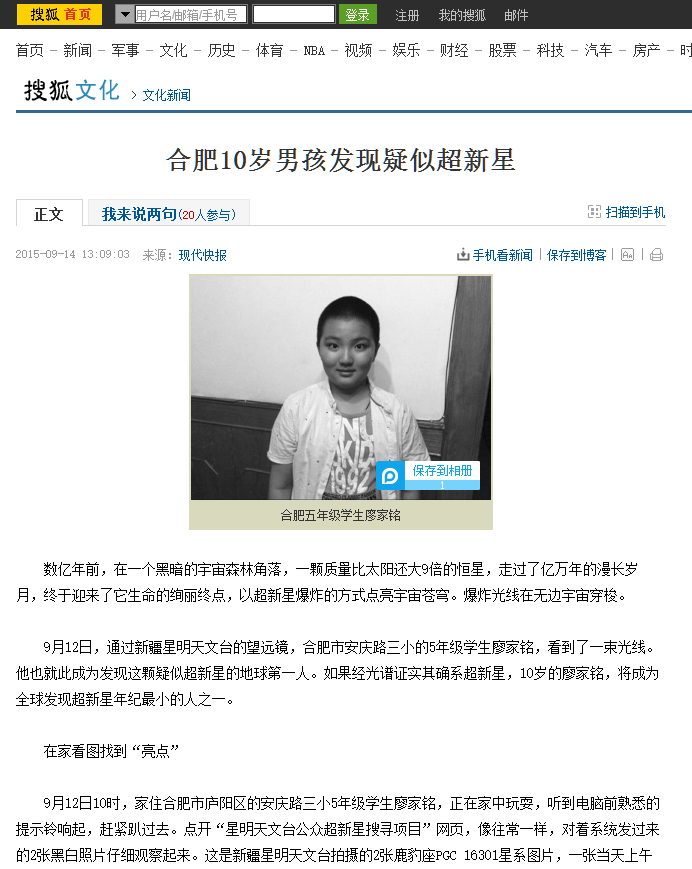 搜狐 首页 用户名/邮箱/手机号 登录 注册 我的搜狐 邮件
首页 - 新闻 - 军事 - 文化 - 历史 - 体育 - NBA - 视频 - 娱乐 - 财经 - 股票 - 科技 - 汽车 - 房产 - 时
搜狐 文化 > 文化新闻
合肥10岁男孩发现疑似超新星
正文 我来说两句(20人参与) 扫描到手机
2015-09-14 13:09:03 来源：现代快报 手机看新闻 保存到博客 Aa
NN
KID
1992
保存到相册
1
合肥五年级学生廖家铭
数亿年前，在一个黑暗的宇宙森林角落，一颗质量比太阳还大9倍的恒星，走过了亿万年的漫长岁
月，终于迎来了它生命的绚丽终点，以超新星爆炸的方式点亮宇宙苍穹。爆炸光线在无边宇宙穿梭。
9月12日，通过新疆星明天文台的望远镜，合肥市安庆路三小的5年级学生廖家铭，看到了一束光线。
他也就此成为发现这颗疑似超新星的地球第一人。如果经光谱证实其确系超新星，10岁的廖家铭，将成为
全球发现超新星年纪最小的人之一。
在家看图找到“亮点”
9月12日10时，家住合肥市庐阳区的安庆路三小5年级学生廖家铭，正在家中玩耍，听到电脑前熟悉的
提示铃响起，赶紧趴过去。点开“星明天文台公众超新星搜寻项目”网页，像往常一样，对着系统发过来
的2张黑白照片仔细观察起来。这是新疆星明天文台拍摄的2张鹿豹座PGC 16301星系图片，一张当天上午